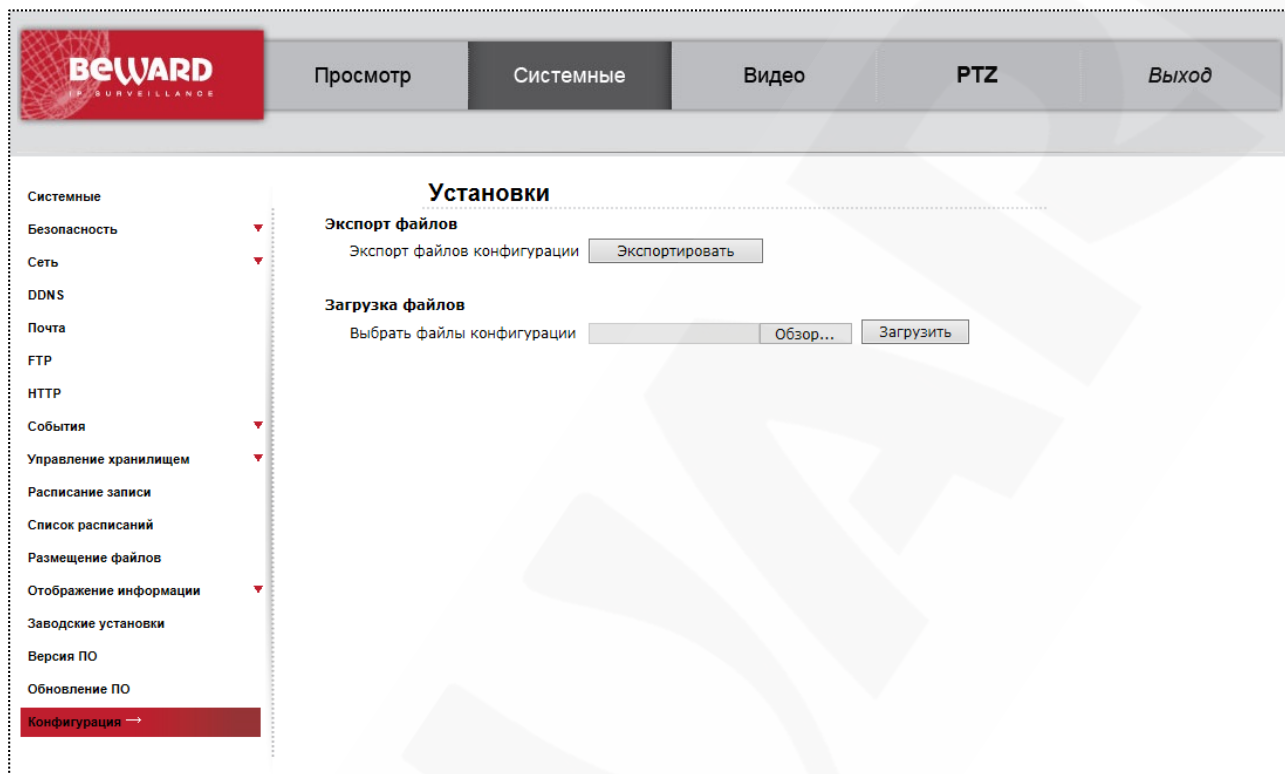 BEWARD
IP SURVEILLANCE
Просмотр Системные Видео PTZ Выход
Установки
Системные
Безопасность
Сеть
DDNS
Почта
FTP
HTTP
События
Управление хранилищем
Расписание записи
Список расписаний
Размещение файлов
Отображение информации
Заводские установки
Версия ПО
Обновление ПО
Конфигурация →
Экспорт файлов
Экспорт файлов конфигурации Экспортировать
Загрузка файлов
Выбрать файлы конфигурации Обзор... Загрузить